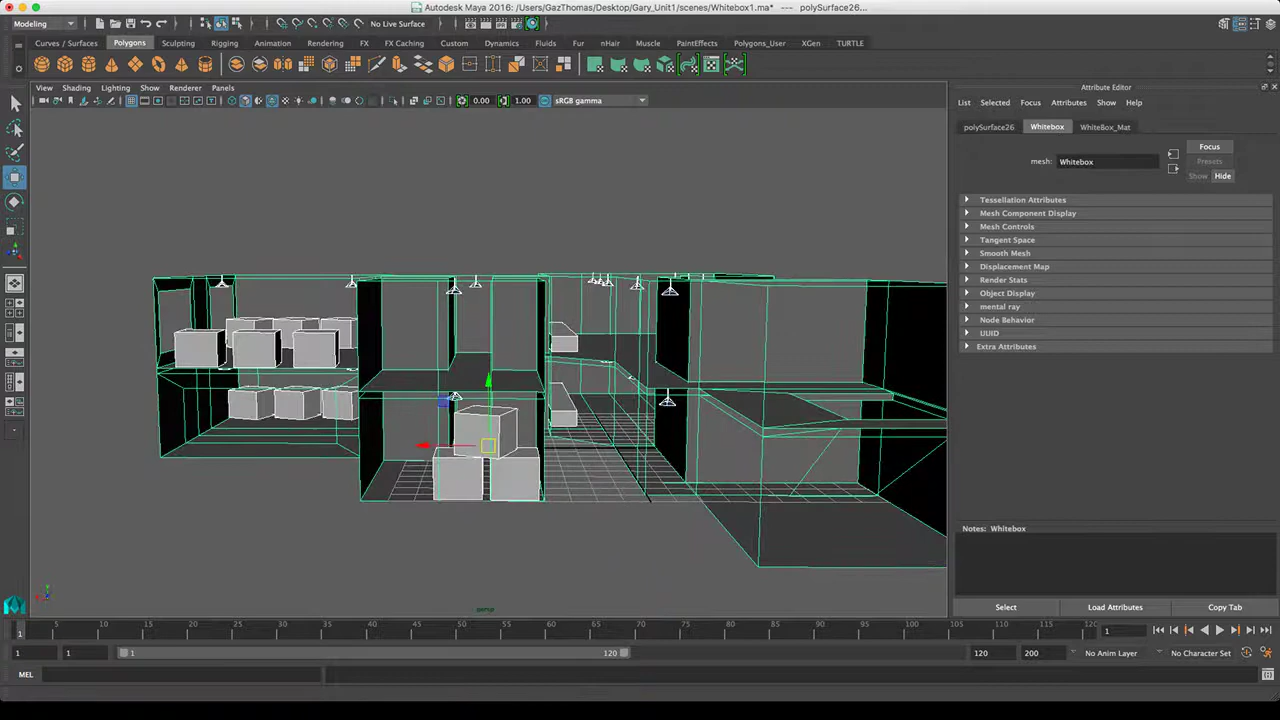 Autodesk Maya 2016: /Users/GazThomas/Desktop/Gary_Unit1/scenes/Whitebox1.ma* --- polySurface26...
Modeling No Live Surface
Curves / Surfaces Polygons Sculpting Rigging Animation Rendering FX FX Caching Custom Dynamics Fluids Fur nHair Muscle PaintEffects Polygons_User XGen TURTLE
View Shading Lighting Show Renderer Panels
0.00 1.00 sRGB gamma
Attribute Editor
List Selected Focus Attributes Show Help
polySurface26 Whitebox WhiteBox_Mat
Focus
mesh: Whitebox
Presets
Show Hide
Tessellation Attributes
Mesh Component Display
Mesh Controls
Tangent Space
Smooth Mesh
Displacement Map
Render Stats
Object Display
mental ray
Node Behavior
UUID
Extra Attributes
Notes: Whitebox
persp
Select Load Attributes Copy Tab
1 5 10 15 20 25 30 35 40 45 50 55 60 65 70 75 80 85 90 95 100 105 110 115 120 1
1 1 1 120 120 200 No Anim Layer No Character Set
MEL